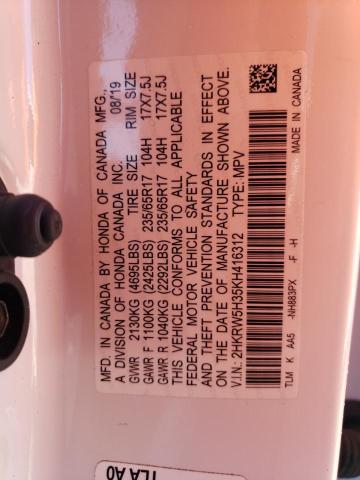 MFD. IN CANADA BY HONDA OF CANADA MFG.,
A DIVISION OF HONDA CANADA INC. 08/19
TIRE SIZE RIM SIZE
GVWR 2130KG (4695LBS)
GAWR F 1100KG (2425LBS) 235/65R17 104H 17X7.5J
GAWR R 1040KG (2292LBS) 235/65R17 104H 17X7.5J
THIS VEHICLE CONFORMS TO ALL APPLICABLE
FEDERAL MOTOR VEHICLE SAFETY
AND THEFT PREVENTION STANDARDS IN EFFECT
ON THE DATE OF MANUFACTURE SHOWN ABOVE.
V.I.N.: 2HKRW5H35KH416312 TYPE: MPV
TLM K AA5 -NH883PX -F -H MADE IN CANADA
TLA A0